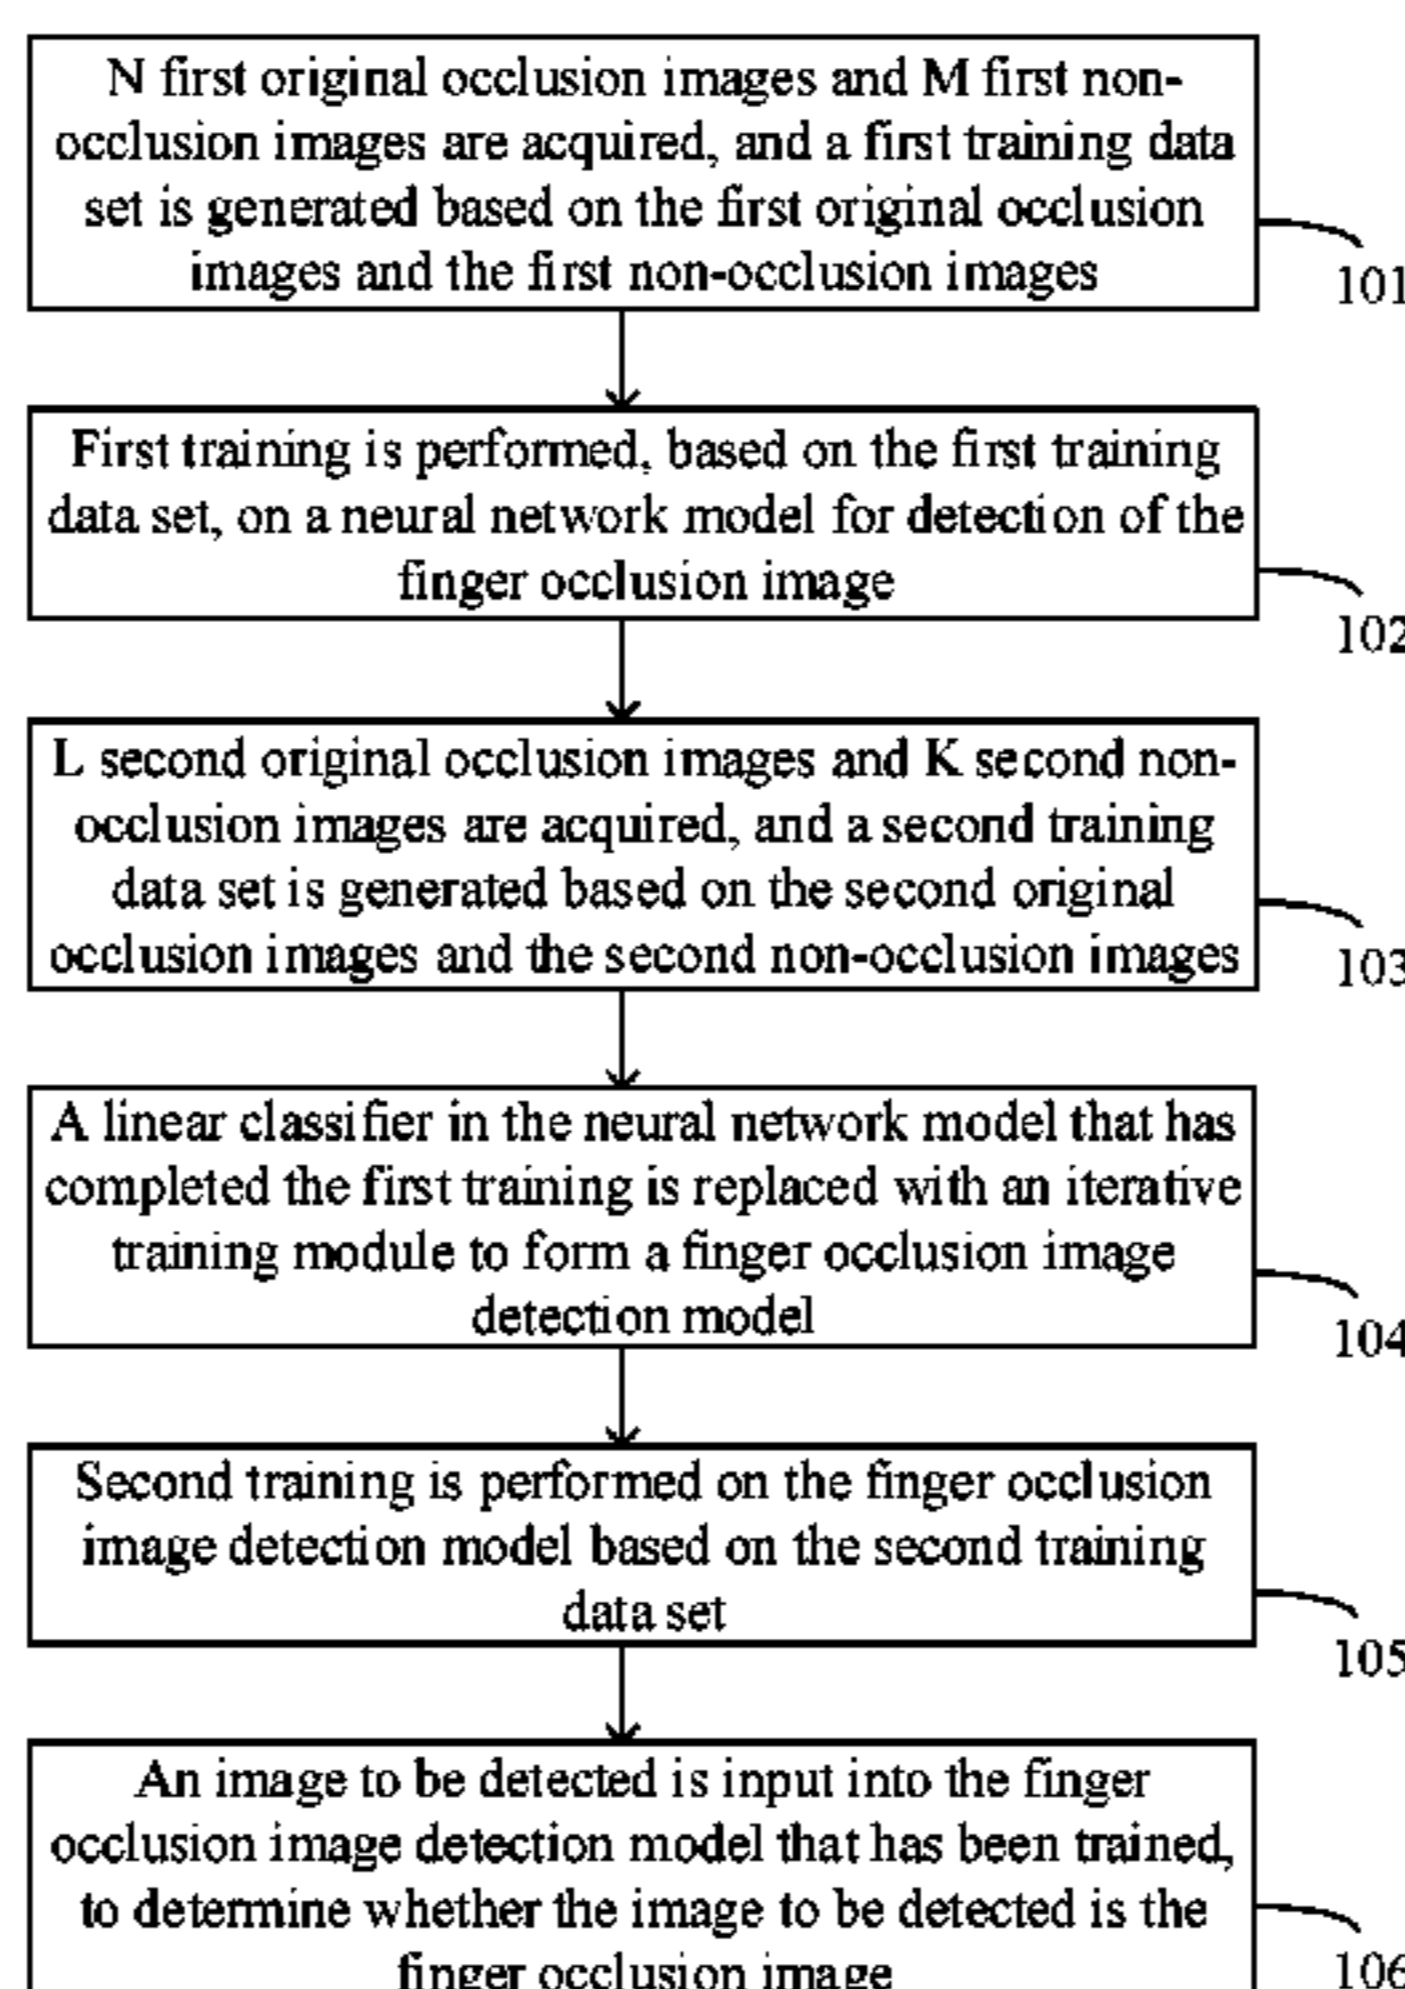 N first original occlusion images and M first non-
occlusion images are acquired, and a first training data
set is generated based on the first original occlusion
images and the first non-occlusion images
101
First training is performed, based on the first training
data set, on a neural network model for detection of the
finger occlusion image
102
L second original occlusion images and K second non-
occlusion images are acquired, and a second training
data set is generated based on the second original
occlusion images and the second non-occlusion images
103
A linear classifier in the neural network model that has
completed the first training is replaced with an iterative
training module to form a finger occlusion image
detection model
104
Second training is performed on the finger occlusion
image detection model based on the second training
data set
105
An image to be detected is input into the finger
occlusion image detection model that has been trained,
to determine whether the image to be detected is the
finger occlusion image
106